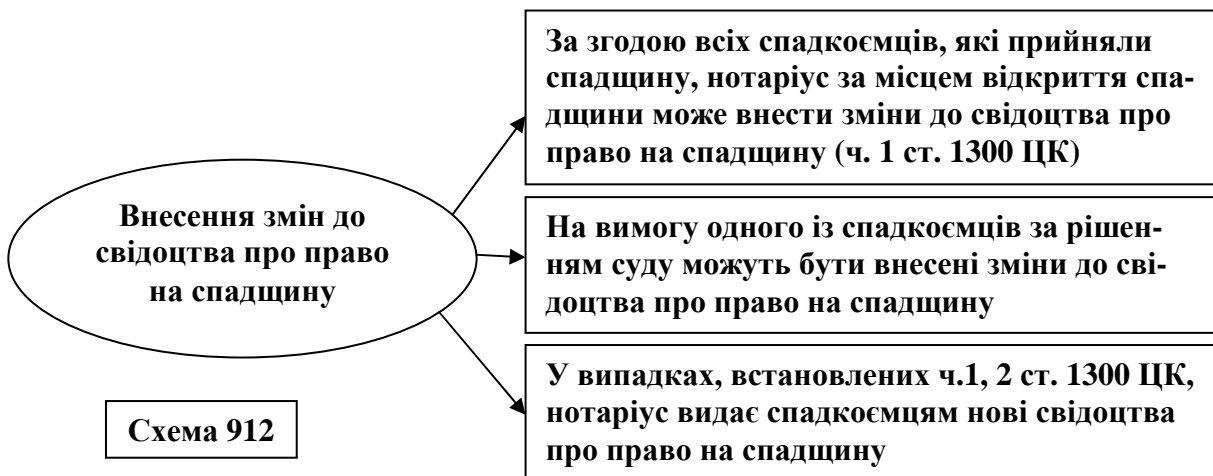 За згодою всіх спадкоємців, які прийняли
спадщину, нотаріус за місцем відкриття спа-
дщини може внести зміни до свідоцтва про
право на спадщину (ч. 1 ст. 1300 ЦК)
Внесення змін до
свідоцтва про право
на спадщину
На вимогу одного із спадкоємців за рішен-
ням суду можуть бути внесені зміни до сві-
доцтва про право на спадщину
У випадках, встановлених ч.1, 2 ст. 1300 ЦК,
нотаріус видає спадкоємцям нові свідоцтва
про право на спадщину
Схема 912